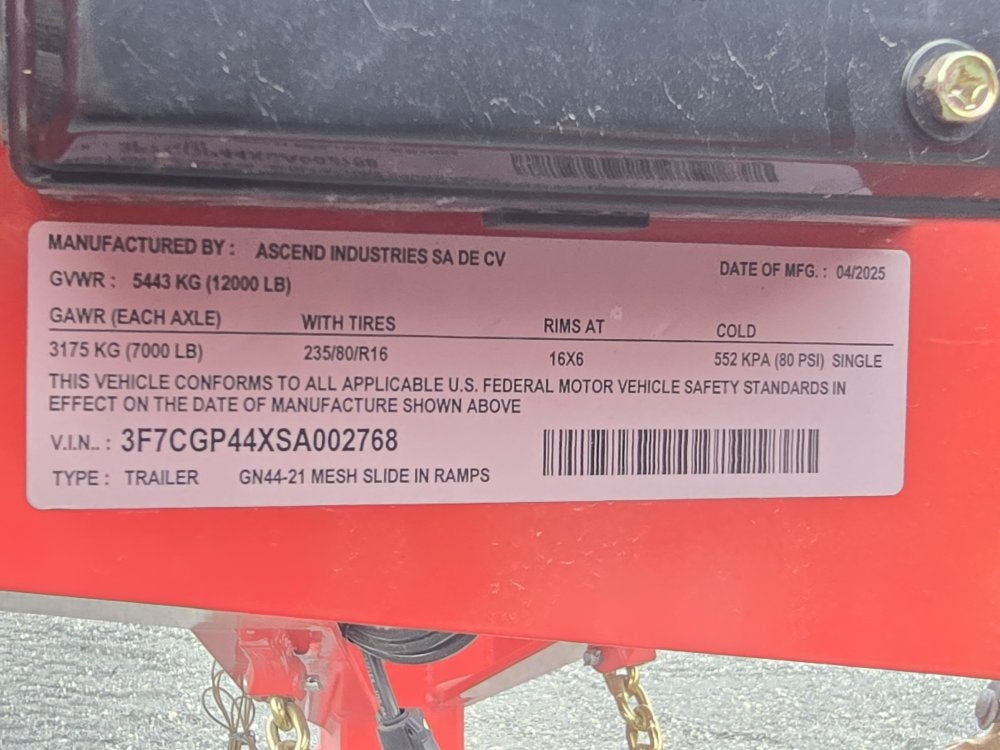 MANUFACTURED BY : ASCEND INDUSTRIES SA DE CV
DATE OF MFG. : 04/2025
GVWR : 5443 KG (12000 LB)
GAWR (EACH AXLE) WITH TIRES RIMS AT COLD
3175 KG (7000 LB) 235/80/R16 16X6 552 KPA (80 PSI) SINGLE
THIS VEHICLE CONFORMS TO ALL APPLICABLE U.S. FEDERAL MOTOR VEHICLE SAFETY STANDARDS IN
EFFECT ON THE DATE OF MANUFACTURE SHOWN ABOVE
V.I.N.. : 3F7CGP44XSA002768
TYPE : TRAILER GN44-21 MESH SLIDE IN RAMPS